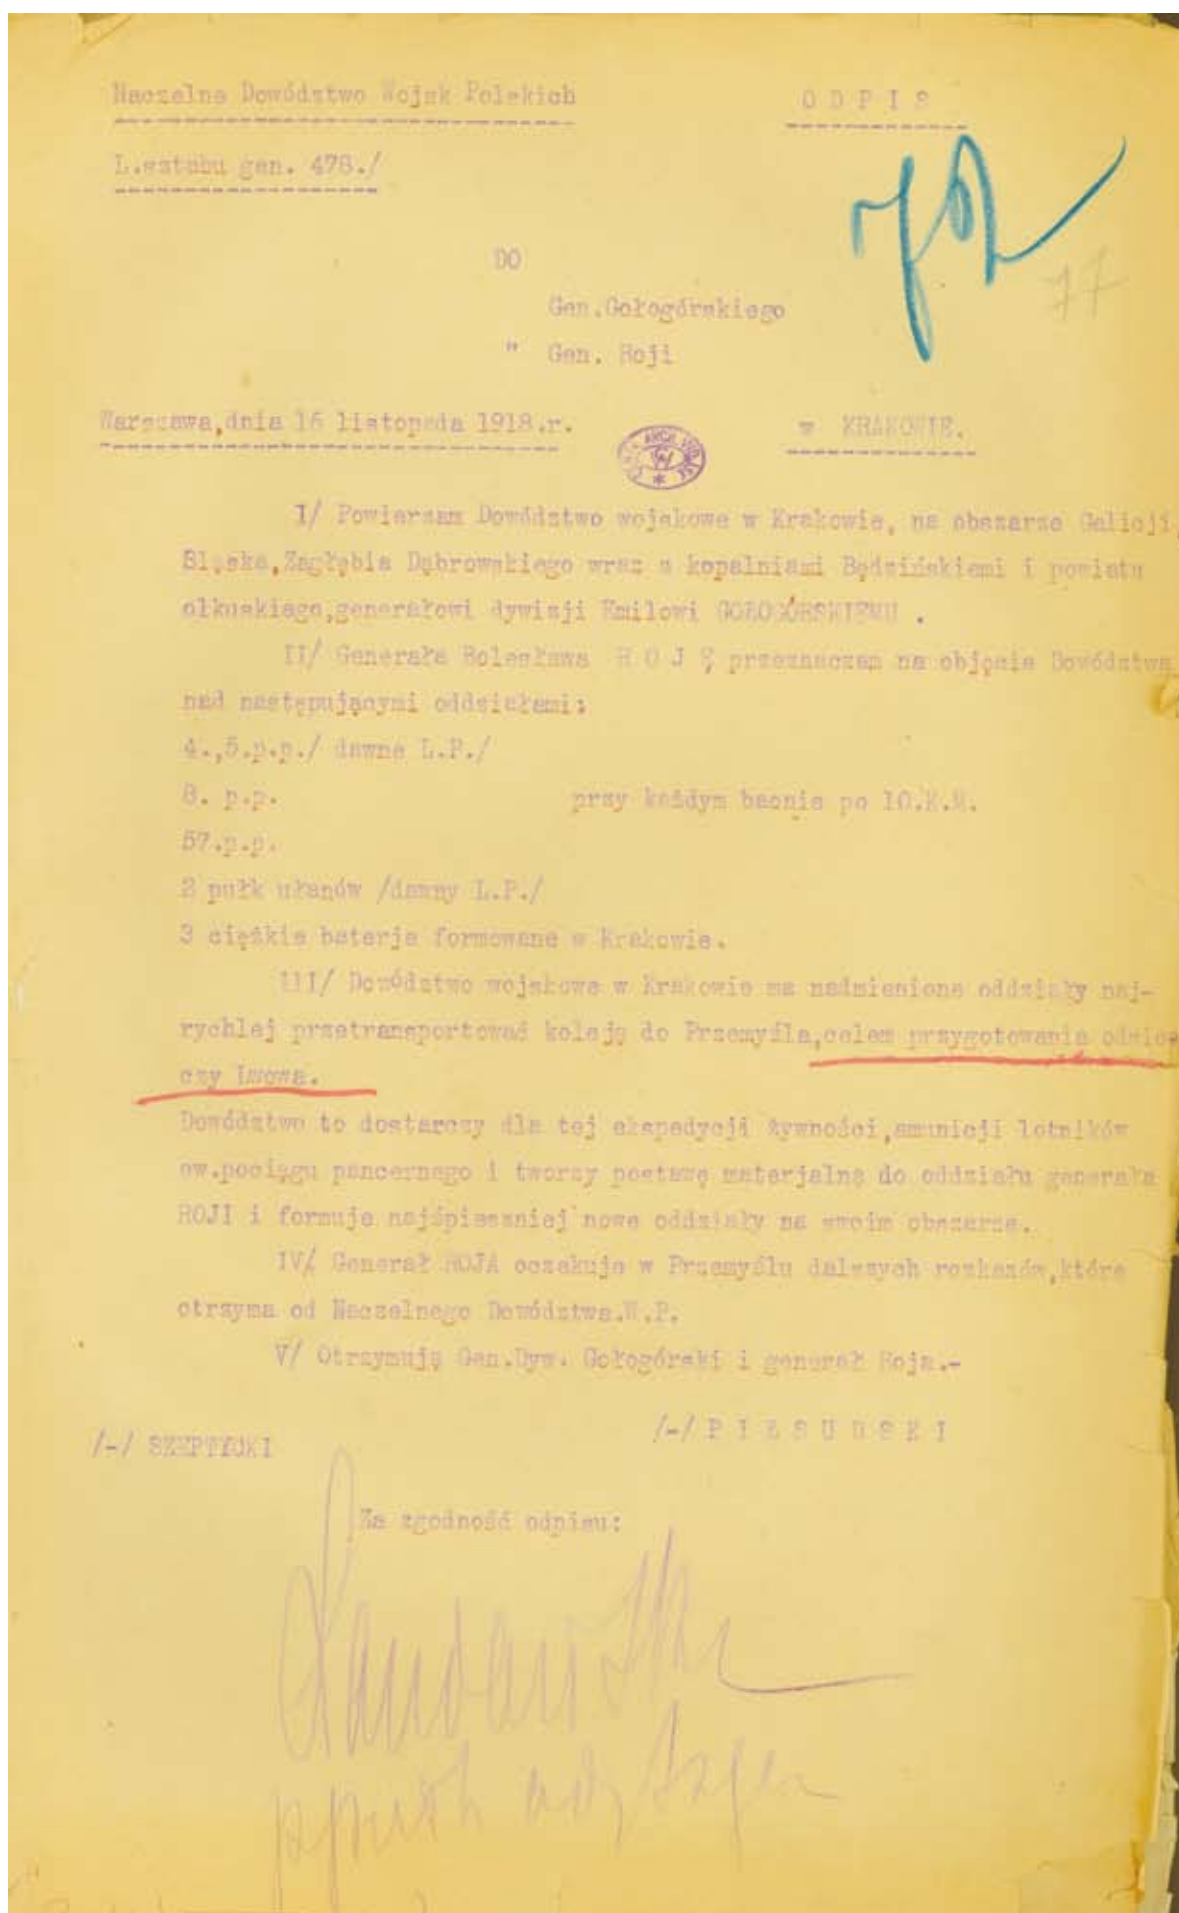 Naczelne Dowództwo Wojsk Polskich
O D P I S
L.sztabu gen. 478./
77
DO
Gen.Gołogórskiego
" Gen. Roji
Warszawa,dnia 16 listopada 1918.r.
w KRAKOWIE.
I/ Powierzam Dowództwo wojskowe w Krakowie, na obszarze Galicji,
Śląska,Zagłębia Dąbrowskiego wraz z kopalniami Będzińskiemi i powiatu
olkuskiego,generałowi dywizji Emilowi GOŁOGÓRSKIEMU .
II/ Generała Bolesława R O J Ę przeznaczam na objęcie Dowództwa
nad następującymi oddziałami:
4.,5.p.p./ dawne L.P./
8. p.p. przy każdym baonie po 10.K.M.
57.p.p.
2 pułk ułanów /dawny L.P./
3 ciężkie baterje formowane w Krakowie.
III/ Dowództwo wojskowe w Krakowie ma nadmienione oddziały naj-
rychlej przetransportować koleją do Przemyśla,celem przygotowania odsie-
czy Lwowa.
Dowództwo to dostarczy dla tej ekspedycji żywności,amunicji lotników
ew.pociągu pancernego i tworzy postawę materjalną do oddziału generała
ROJI i formuje najśpieszniej nowe oddziały na swoim obszarze.
IV/ Generał ROJA oczekuje w Przemyślu dalszych rozkazów,które
otrzyma od Naczelnego Dowództwa.W.P.
V/ Otrzymują Gen.Dyw. Gołogórski i generał Roja.-
/-/ P I Ł S U D S K I
/-/ SZEPTYCKI
Za zgodność odpisu: